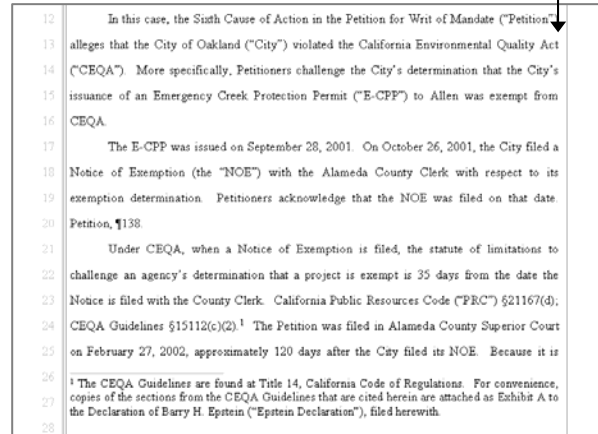 12 In this case, the Sixth Cause of Action in the Petition for Writ of Mandate (“Petition”)
13 alleges that the City of Oakland (“City”) violated the California Environmental Quality Act
14 (“CEQA”). More specifically, Petitioners challenge the City’s determination that the City’s
15 issuance of an Emergency Creek Protection Permit (“E-CPP”) to Allen was exempt from
16 CEQA.
17 The E-CPP was issued on September 28, 2001. On October 26, 2001, the City filed a
18 Notice of Exemption (the “NOE”) with the Alameda County Clerk with respect to its
19 exemption determination. Petitioners acknowledge that the NOE was filed on that date.
20 Petition, ¶138.
21 Under CEQA, when a Notice of Exemption is filed, the statute of limitations to
22 challenge an agency’s determination that a project is exempt is 35 days from the date the
23 Notice is filed with the County Clerk. California Public Resources Code (“PRC”) §21167(d);
24 CEQA Guidelines §15112(c)(2).¹ The Petition was filed in Alameda County Superior Court
25 on February 27, 2002, approximately 120 days after the City filed its NOE. Because it is
26 ¹ The CEQA Guidelines are found at Title 14, California Code of Regulations. For convenience,
27 copies of the sections from the CEQA Guidelines that are cited herein are attached as Exhibit A to
the Declaration of Barry H. Epstein (“Epstein Declaration”), filed herewith.
28